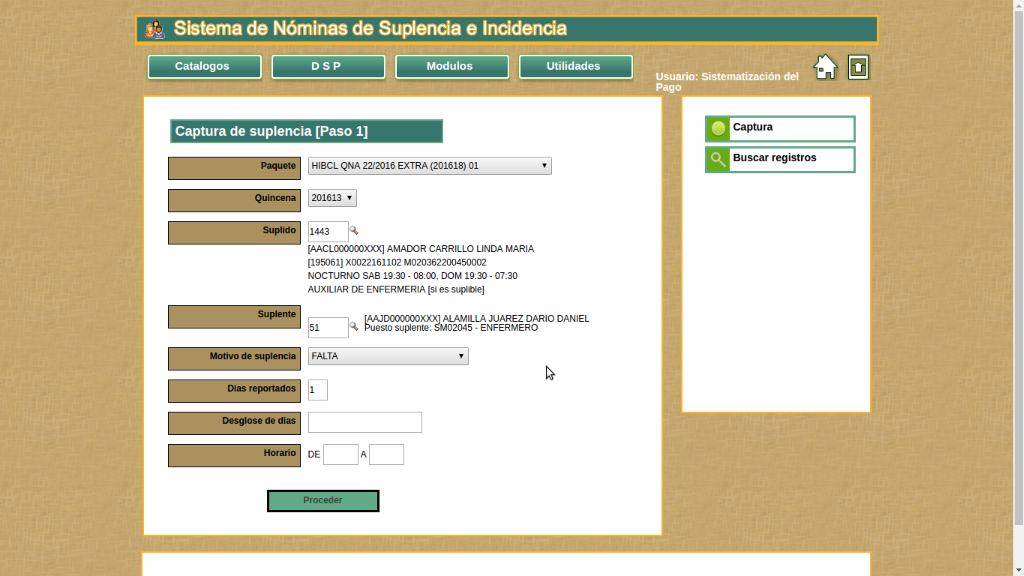 Sistema de Nóminas de Suplencia e Incidencia
Catalogos
D S P
Modulos
Utilidades
Usuario: Sistematización del
Pago
Captura de suplencia [Paso 1]
Paquete
HIBCL QNA 22/2016 EXTRA (201618) 01
Quincena
201613
Suplido
1443
[AACL000000XXX] AMADOR CARRILLO LINDA MARIA
[195061] X0022161102 M020362200450002
NOCTURNO SAB 19:30 - 08:00, DOM 19:30 - 07:30
AUXILIAR DE ENFERMERIA [si es suplible]
Suplente
51
[AAJD000000XXX] ALAMILLA JUAREZ DARIO DANIEL
Puesto suplente: SM02045 - ENFERMERO
Motivo de suplencia
FALTA
Dias reportados
1
Desglose de dias
Horario
DE
A
Proceder
Captura
Buscar registros